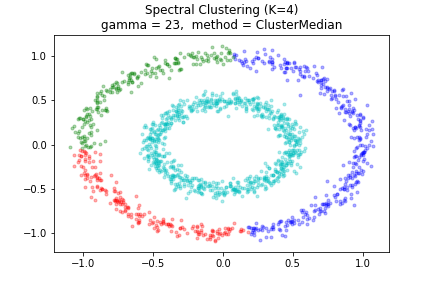 Spectral Clustering (K=4)
gamma = 23,  method = ClusterMedian
1.0
0.5
0.0
−0.5
−1.0
−1.0 −0.5 0.0 0.5 1.0